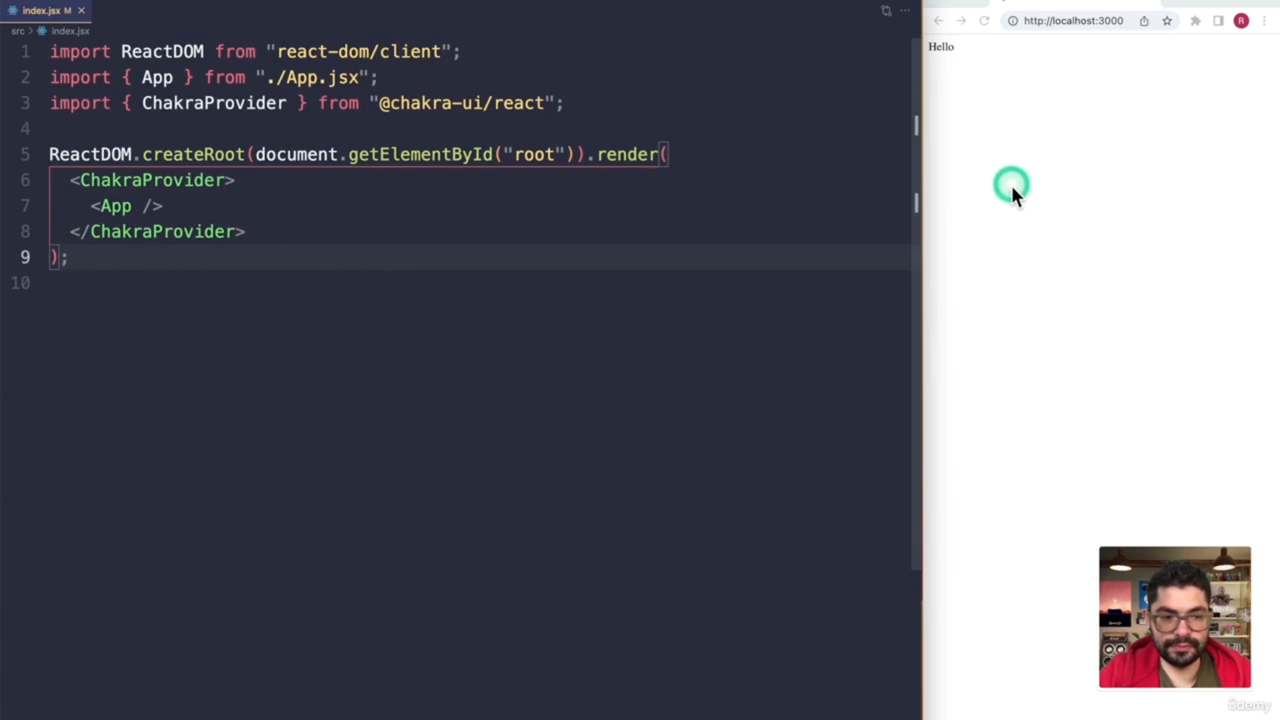 index.jsx M ×
src > index.jsx
1 import ReactDOM from "react-dom/client";
2 import { App } from "./App.jsx";
3 import { ChakraProvider } from "@chakra-ui/react";
4
5 ReactDOM.createRoot(document.getElementById("root")).render(
6 <ChakraProvider>
7 <App />
8 </ChakraProvider>
9 );
10
http://localhost:3000
R
Hello
ûdemy